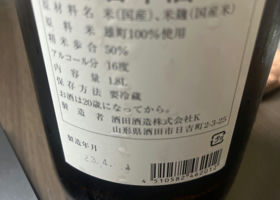 原材料名 米(国産)、米麹(国産米)
原料米 雄町100%使用
精米歩合 50%
アルコール分 16度
内容量 1.8L
保存方法 要冷蔵
お酒は20歳になってから。
製造者 酒田酒造株式会社K
山形県酒田市日吉町2-3-25
製造年月
23.4.